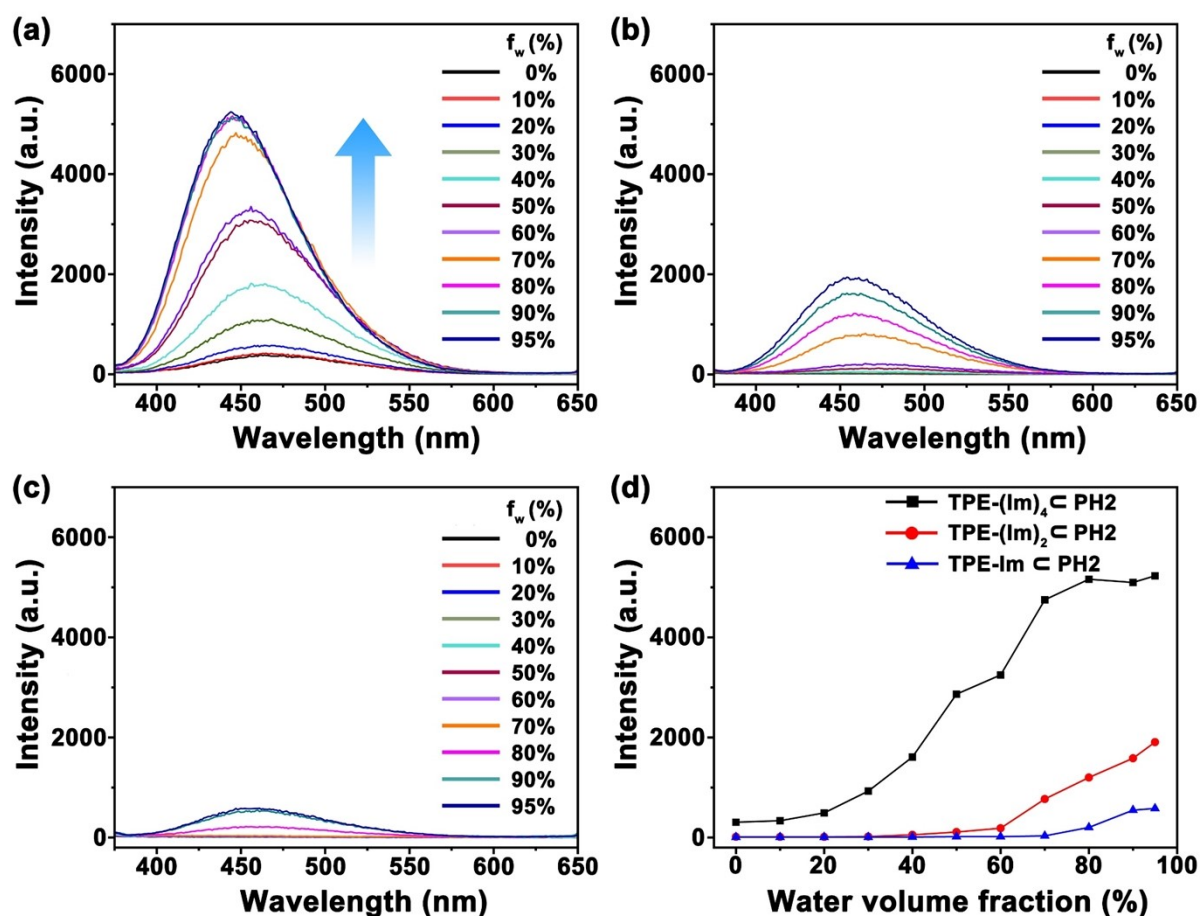 (a)
f_w (%)
0%
10%
20%
30%
40%
50%
60%
70%
80%
90%
95%
6000
4000
2000
0
Intensity (a.u.)
400 450 500 550 600 650
Wavelength (nm)
(b)
f_w (%)
0%
10%
20%
30%
40%
50%
60%
70%
80%
90%
95%
6000
4000
2000
0
Intensity (a.u.)
400 450 500 550 600 650
Wavelength (nm)
(c)
f_w (%)
0%
10%
20%
30%
40%
50%
60%
70%
80%
90%
95%
6000
4000
2000
0
Intensity (a.u.)
400 450 500 550 600 650
Wavelength (nm)
(d)
TPE-(Im)₄⊂ PH2
TPE-(Im)₂⊂ PH2
TPE-Im ⊂ PH2
6000
4000
2000
0
Intensity (a.u.)
0 20 40 60 80 100
Water volume fraction (%)